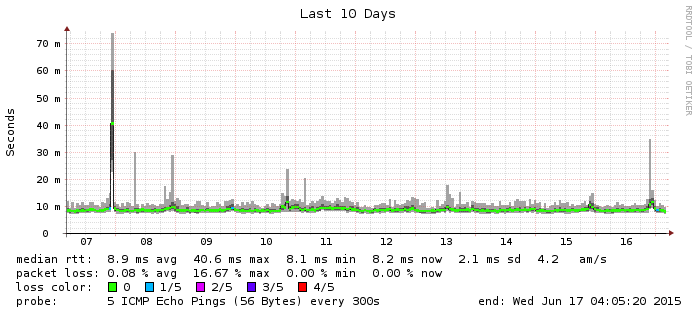 Last 10 Days
RRDTOOL / TOBI OETIKER
Seconds
70 m
60 m
50 m
40 m
30 m
20 m
10 m
0
07 08 09 10 11 12 13 14 15 16
median rtt: 8.9 ms avg 40.6 ms max 8.1 ms min 8.2 ms now 2.1 ms sd 4.2 am/s
packet loss: 0.08 % avg 16.67 % max 0.00 % min 0.00 % now
loss color: 0 1/5 2/5 3/5 4/5
probe: 5 ICMP Echo Pings (56 Bytes) every 300s end: Wed Jun 17 04:05:20 2015